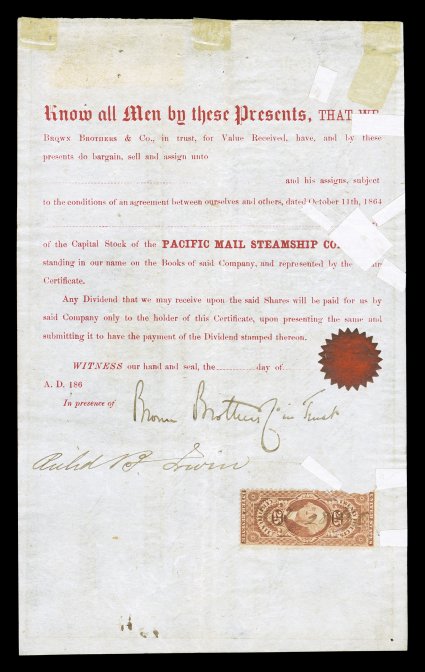 Know all Men by these Presents, THAT WE
BROWN BROTHERS & CO., in trust, for Value Received, have, and by these
presents do bargain, sell and assign unto
and his assigns, subject
to the conditions of an agreement between ourselves and others, dated October 11th, 1864
of the Capital Stock of the PACIFIC MAIL STEAMSHIP CO
standing in our name on the Books of said Company, and represented by the
Certificate.
Any Dividend that we may receive upon the said Shares will be paid for us by
said Company only to the holder of this Certificate, upon presenting the same and
submitting it to have the payment of the Dividend stamped thereon.
WITNESS our hand and seal, the day of
A. D. 186
In presence of
Brown Brothers Co in Trust
Richd B. Irwin